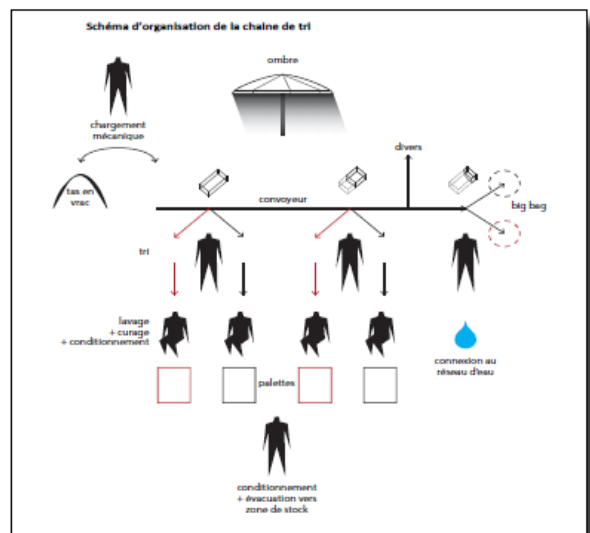 Schéma d'organisation de la chaine de tri
ombre
chargement
mécanique
divers
tas en
vrac
convoyeur
big bag
tri
lavage
+ curage
+ conditionnement
palettes
connexion au
réseau d'eau
conditionnement
+ évacuation vers
zone de stock